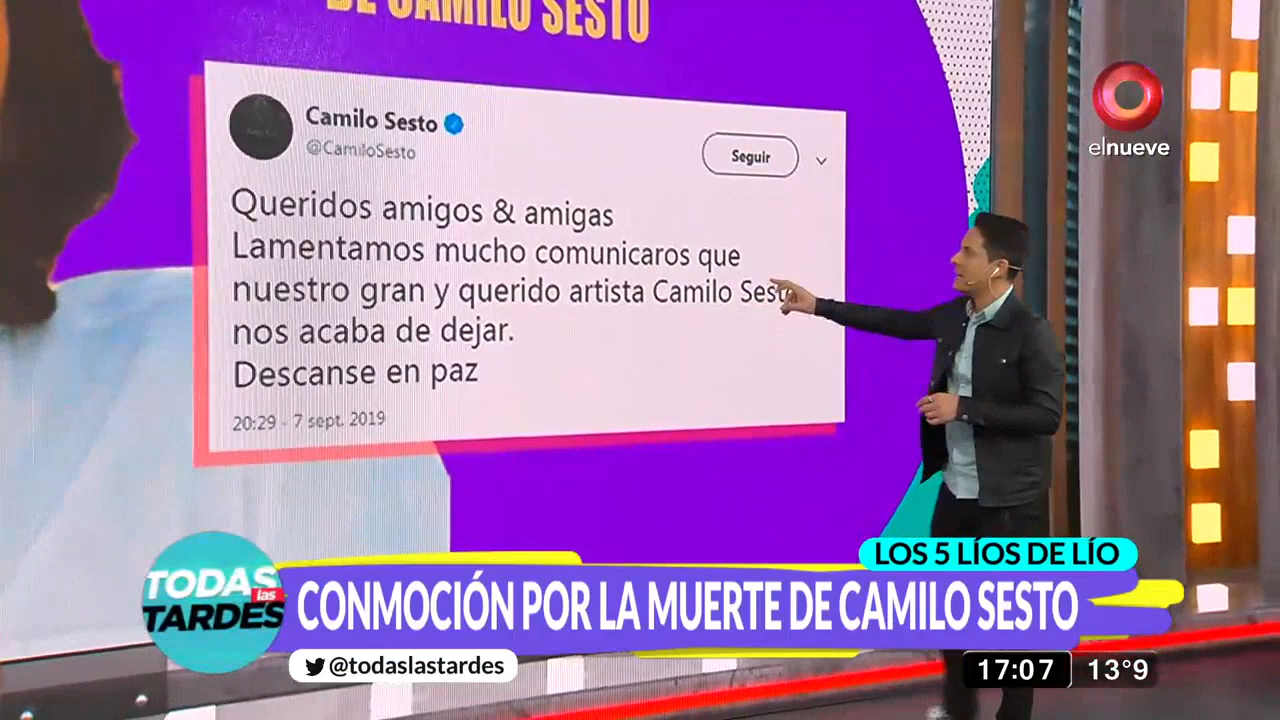 DE CAMILO SESTO
Camilo Sesto
@CamiloSesto
Seguir
Queridos amigos & amigas
Lamentamos mucho comunicaros que
nuestro gran y querido artista Camilo Sesto
nos acaba de dejar.
Descanse en paz
20:29 - 7 sept. 2019
elnueve
LOS 5 LÍOS DE LÍO
TODAS
las
TARDES
CONMOCIÓN POR LA MUERTE DE CAMILO SESTO
@todaslastardes
17:07 13°9